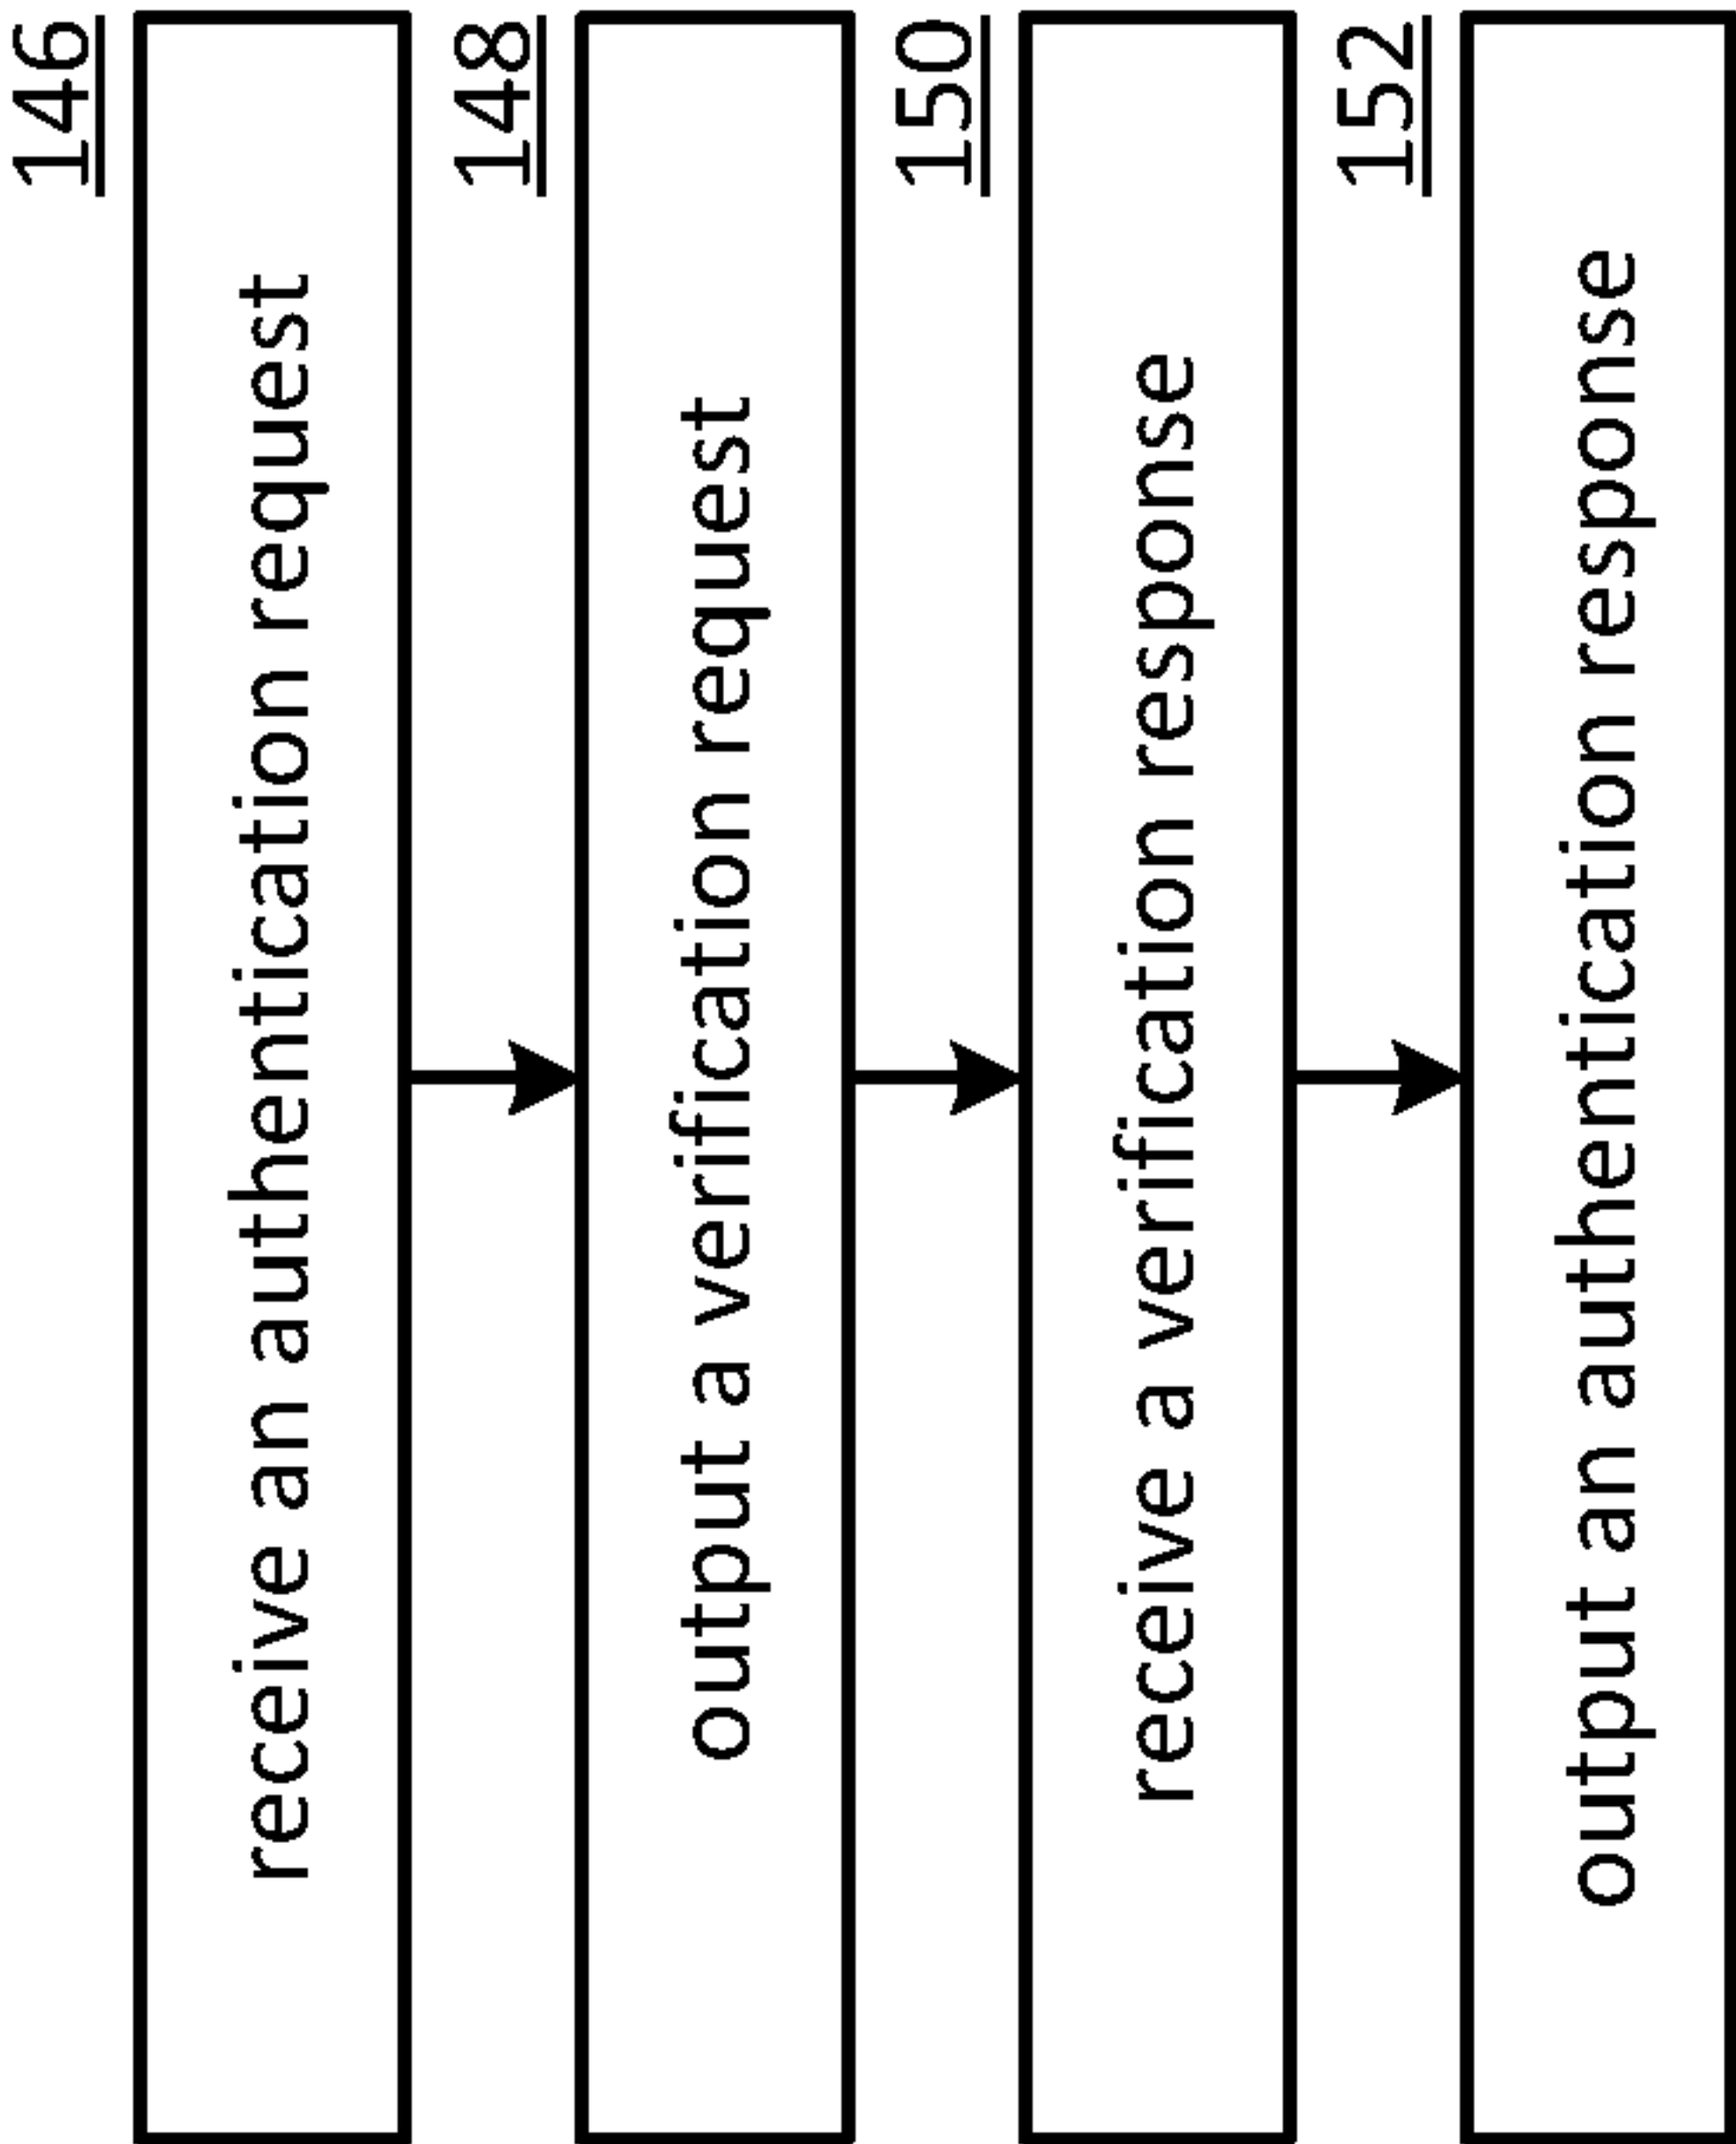 146
receive an authentication request
148
output a verification request
150
receive a verification response
152
output an authentication response